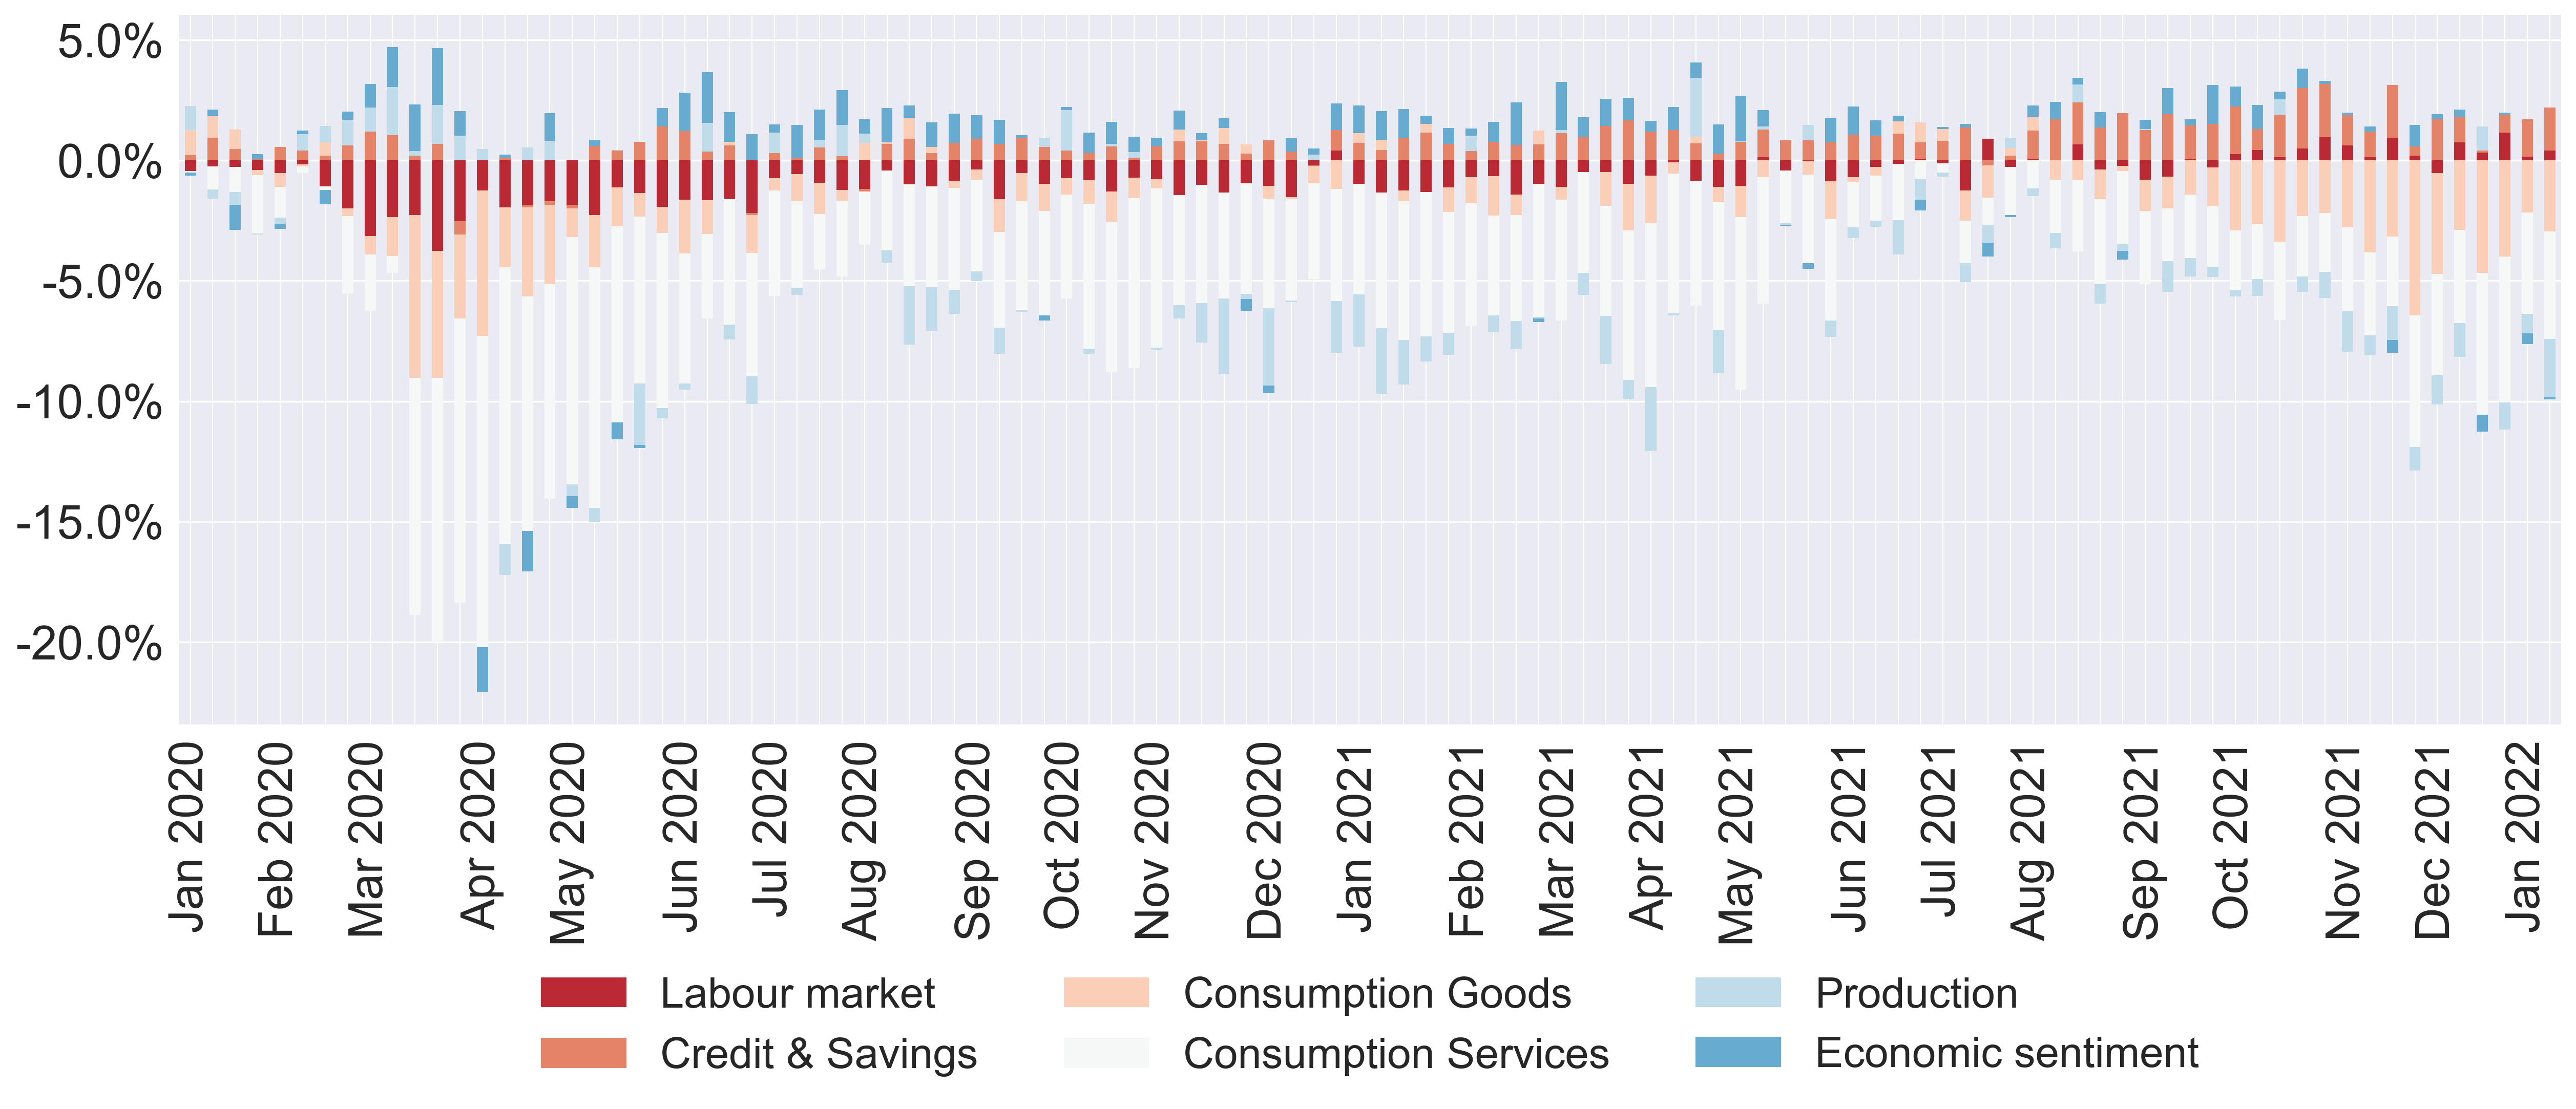 5.0%
0.0%
-5.0%
-10.0%
-15.0%
-20.0%
Jan 2020
Feb 2020
Mar 2020
Apr 2020
May 2020
Jun 2020
Jul 2020
Aug 2020
Sep 2020
Oct 2020
Nov 2020
Dec 2020
Jan 2021
Feb 2021
Mar 2021
Apr 2021
May 2021
Jun 2021
Jul 2021
Aug 2021
Sep 2021
Oct 2021
Nov 2021
Dec 2021
Jan 2022
Labour market
Consumption Goods
Production
Credit & Savings
Consumption Services
Economic sentiment